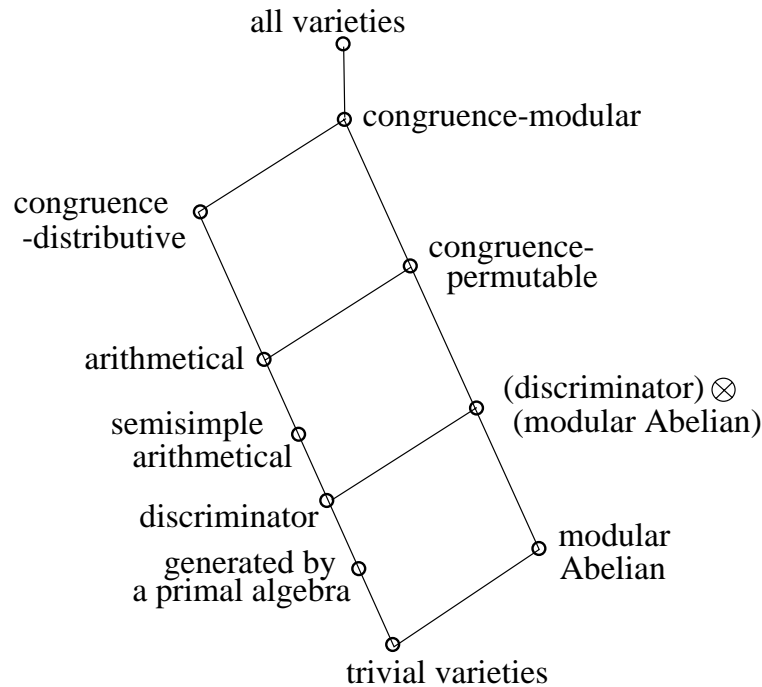 all varieties
congruence-modular
congruence
-distributive
congruence-
permutable
arithmetical
(discriminator) ⊗
(modular Abelian)
semisimple
arithmetical
discriminator
modular
Abelian
generated by
a primal algebra
trivial varieties